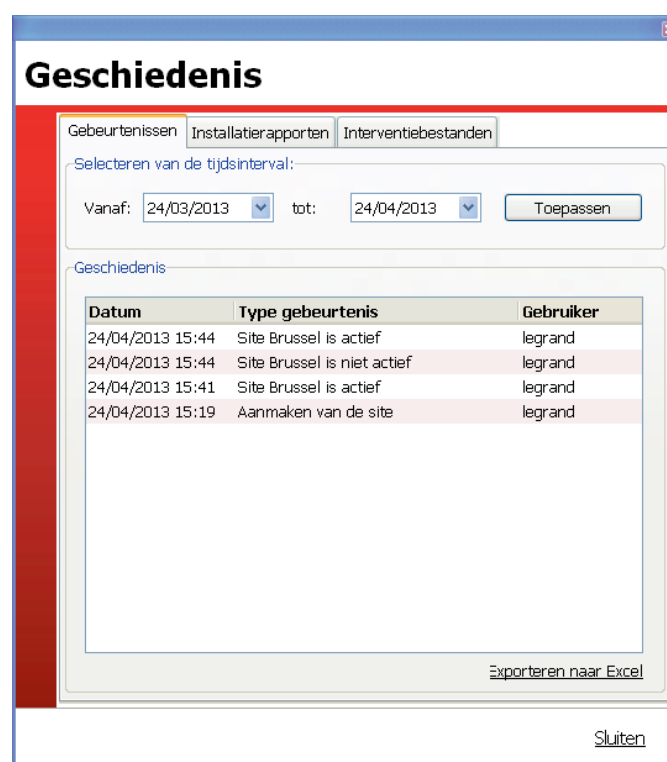 Geschiedenis
Gebeurtenissen Installatierapporten Interventiebestanden
Selecteren van de tijdsinterval:
Vanaf: 24/03/2013 tot: 24/04/2013 Toepassen
Geschiedenis
Datum Type gebeurtenis Gebruiker
24/04/2013 15:44 Site Brussel is actief legrand
24/04/2013 15:44 Site Brussel is niet actief legrand
24/04/2013 15:41 Site Brussel is actief legrand
24/04/2013 15:19 Aanmaken van de site legrand
Exporteren naar Excel
Sluiten